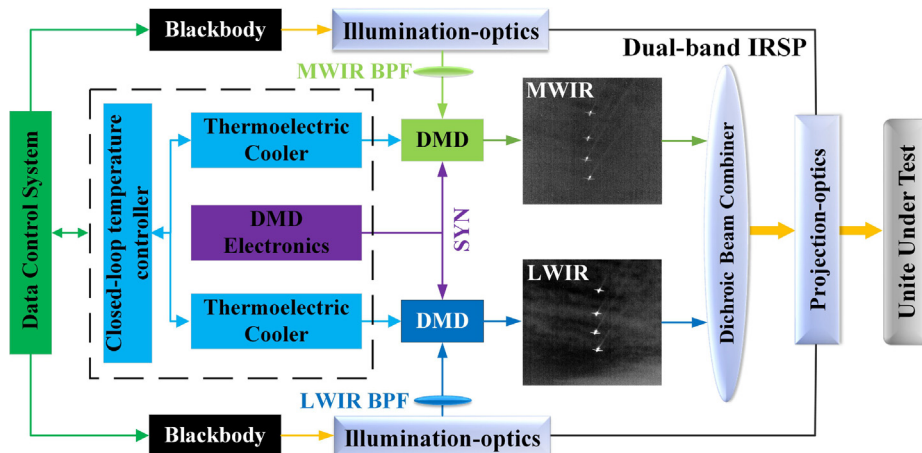 Blackbody
Illumination-optics
Dual-band IRSP
MWIR BPF
MWIR
Thermoelectric
Cooler
DMD
Data Control System
Closed-loop temperature
controller
DMD
Electronics
SYN
Dichroic Beam Combiner
Projection-optics
Unite Under Test
LWIR
Thermoelectric
Cooler
DMD
LWIR BPF
Blackbody
Illumination-optics